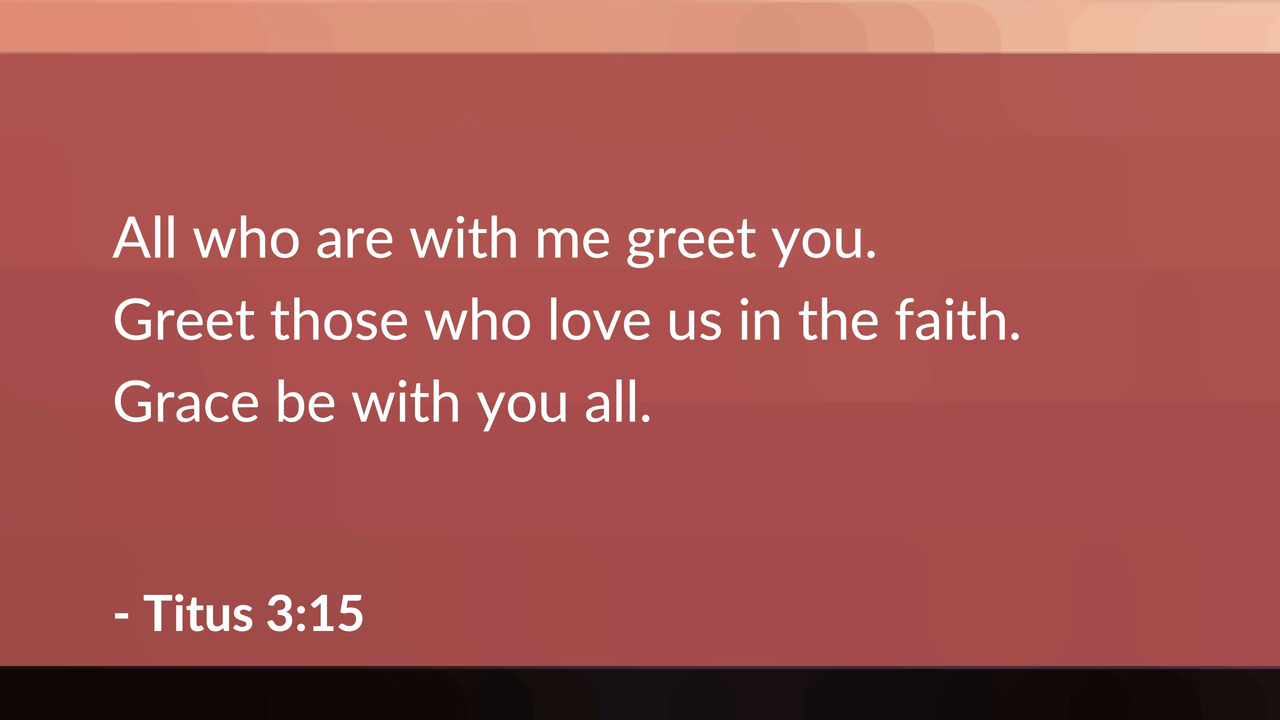 All who are with me greet you.
Greet those who love us in the faith.
Grace be with you all.
- Titus 3:15